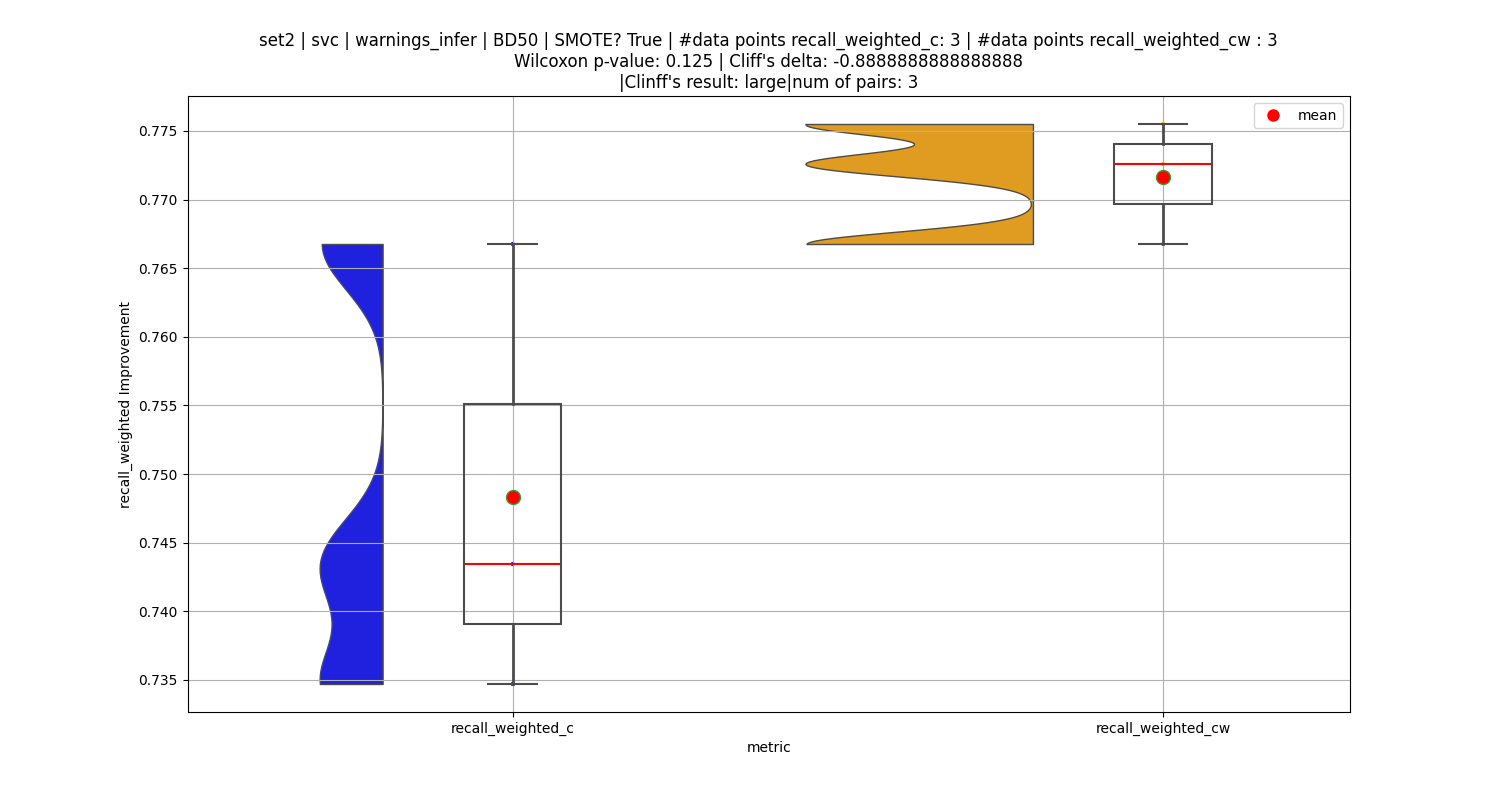 set2 | svc | warnings_infer | BD50 | SMOTE? True | #data points recall_weighted_c: 3 | #data points recall_weighted_cw : 3
Wilcoxon p-value: 0.125 | Cliff's delta: -0.8888888888888888
|Clinff's result: large|num of pairs: 3
mean
0.775
0.770
0.765
0.760
0.755
0.750
0.745
0.740
0.735
recall_weighted Improvement
recall_weighted_c
recall_weighted_cw
metric